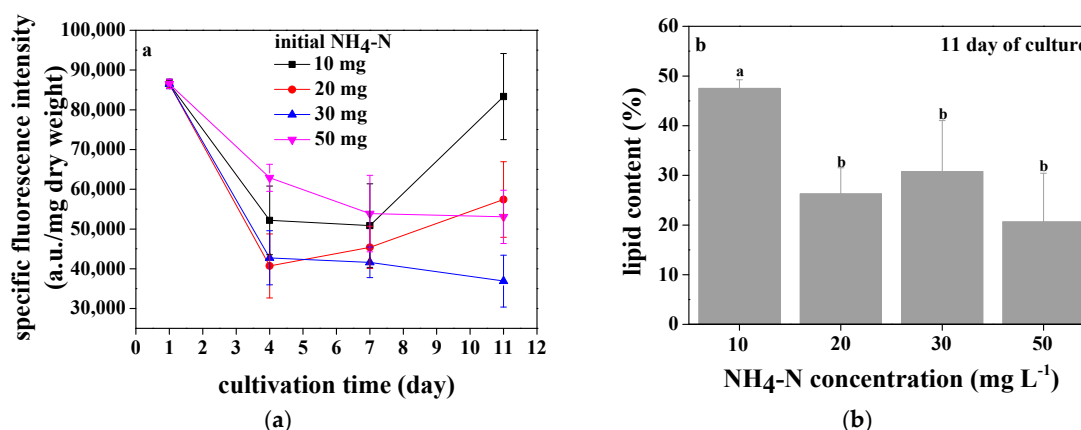 a
initial NH4-N
10 mg
20 mg
30 mg
50 mg
specific fluorescence intensity
(a.u./mg dry weight)
100,000
90,000
80,000
70,000
60,000
50,000
40,000
30,000
0 1 2 3 4 5 6 7 8 9 10 11 12
cultivation time (day)
(a)
b
11 day of culture
lipid content (%)
60
50
40
30
20
10
0
a
b
b
b
10 20 30 50
NH4-N concentration (mg L-1)
(b)